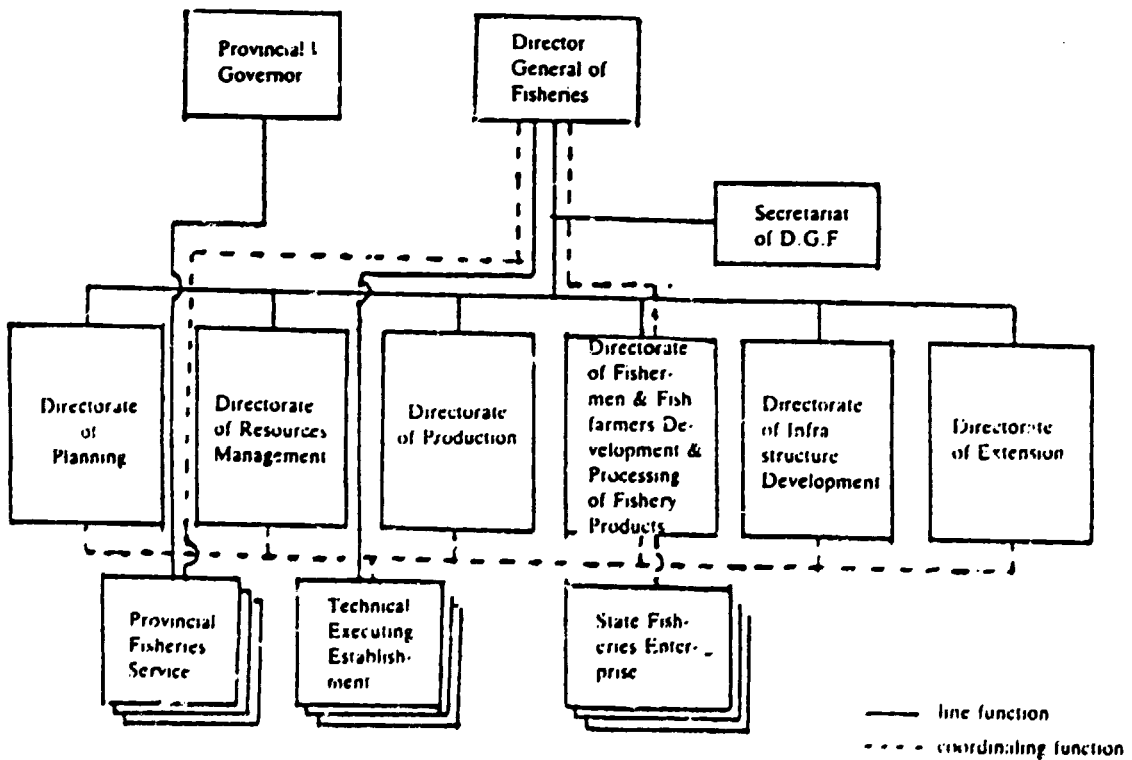 Provincial
Governor
Director
General of
Fisheries
Secretariat
of D.G.F
Directorate
of
Planning
Directorate
of Resources
Management
Directorate
of Production
Directorate
of Fisher-
men & Fish
farmers De-
velopment &
Processing
of Fishery
Products
Directorate
of Infra
structure
Development
Directorate
of Extension
Provincial
Fisheries
Service
Technical
Executing
Establish-
ment
State Fish-
eries Enter-
prise
line function
coordinating function